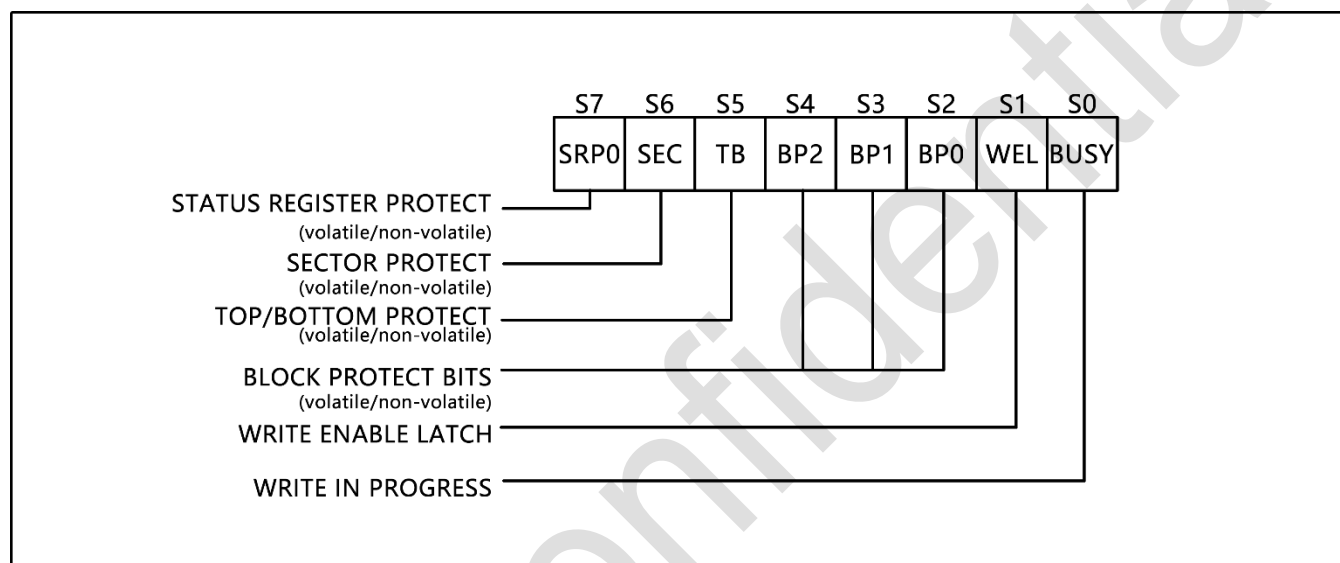 S7 S6 S5 S4 S3 S2 S1 S0
SRP0 SEC TB BP2 BP1 BP0 WEL BUSY
STATUS REGISTER PROTECT
(volatile/non-volatile)
SECTOR PROTECT
(volatile/non-volatile)
TOP/BOTTOM PROTECT
(volatile/non-volatile)
BLOCK PROTECT BITS
(volatile/non-volatile)
WRITE ENABLE LATCH
WRITE IN PROGRESS
onfidentia